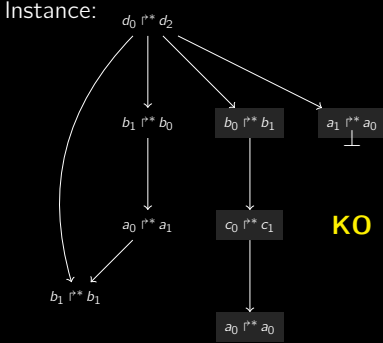 Instance:
d₀ ↱* d₂
b₁ ↱* b₀ b₀ ↱* b₁ a₁ ↱* a₀
⊥
a₀ ↱* a₁ c₀ ↱* c₁ KO
b₁ ↱* b₁
a₀ ↱* a₀